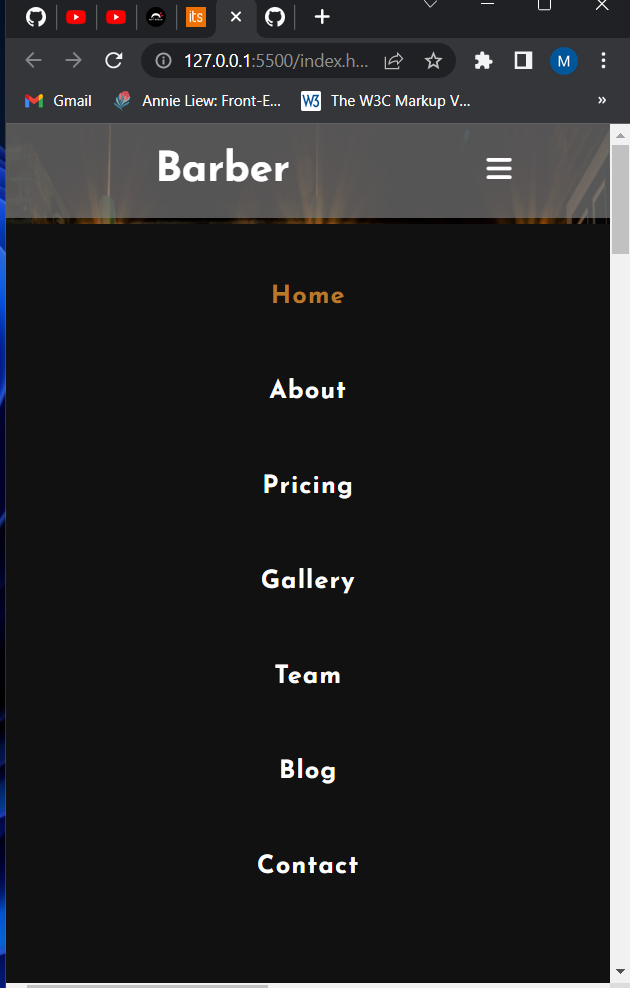 its
127.0.0.1:5500/index.h...
M
Gmail
Annie Liew: Front-E...
W3
The W3C Markup V...
»
Barber
Home
About
Pricing
Gallery
Team
Blog
Contact